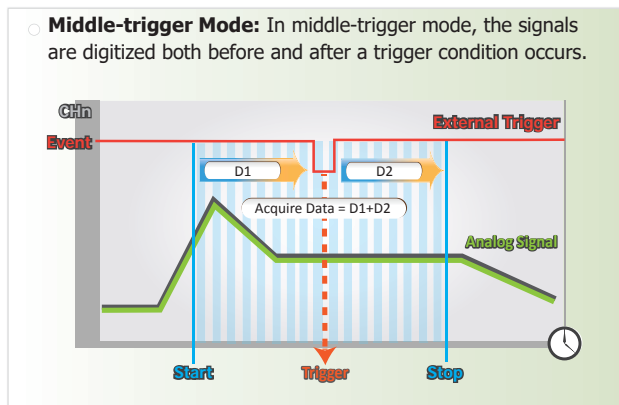 Middle-trigger Mode: In middle-trigger mode, the signals
are digitized both before and after a trigger condition occurs.
CHn
External Trigger
Event
D1
D2
Acquire Data = D1+D2
Analog Signal
Start
Trigger
Stop